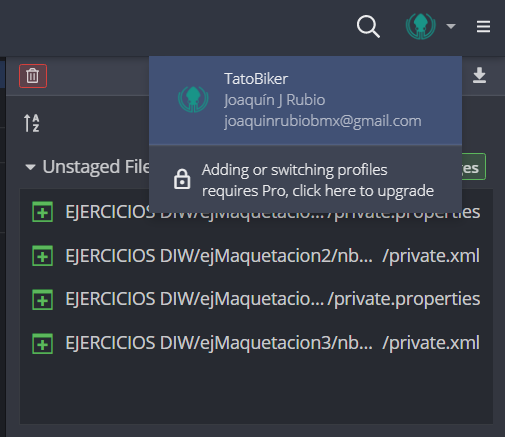 TatoBiker
Joaquín J Rubio
joaquinrubiobmx@gmail.com
Adding or switching profiles
requires Pro, click here to upgrade
A
Z
Unstaged File
EJERCICIOS DIW/ejMaquetacio... /private.properties
EJERCICIOS DIW/ejMaquetacion2/nb... /private.xml
EJERCICIOS DIW/ejMaquetacio... /private.properties
EJERCICIOS DIW/ejMaquetacion3/nb... /private.xml